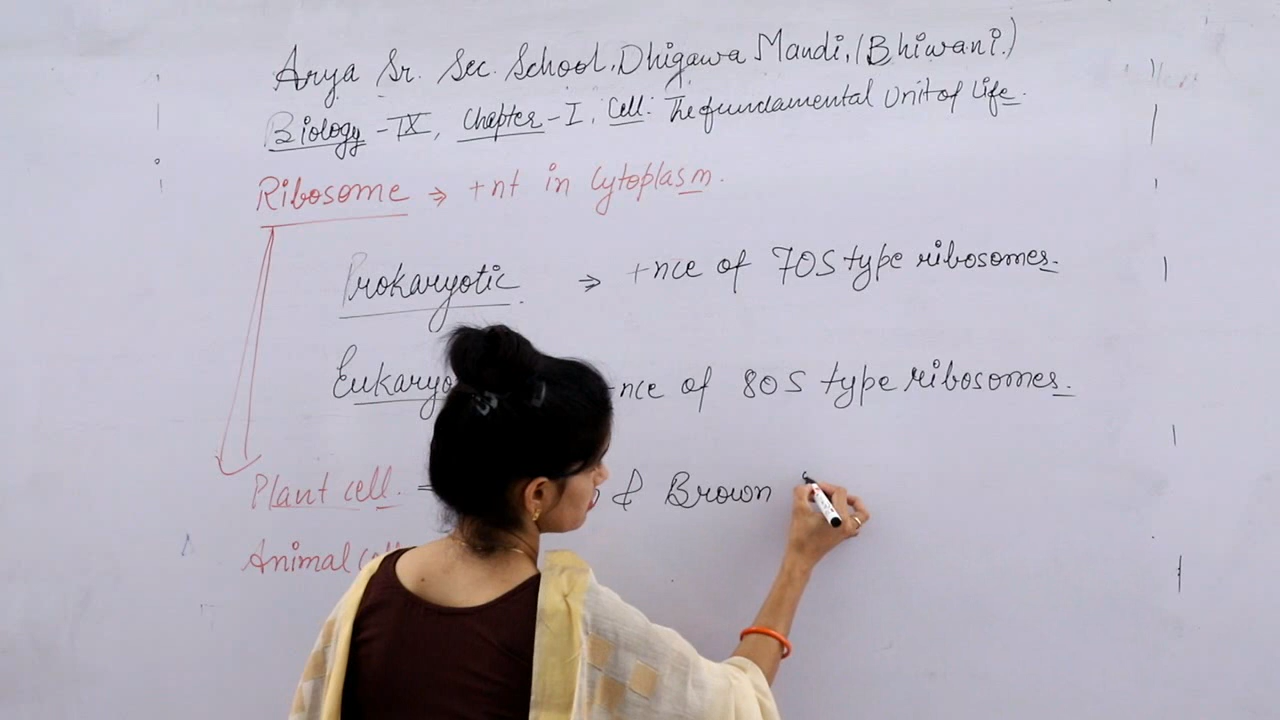 Arya Sr. Sec. School, Dhigawa Mandi, (Bhiwani.)
Biology - IX, Chapter - I, Cell: The fundamental Unit of Life.
Ribosome ⇒ +nt in Cytoplasm.
Prokaryotic ⇒ +nce of 70S type ribosomes.
nce of 80S type ribosomes.
Plant cell. & Brown
Animal